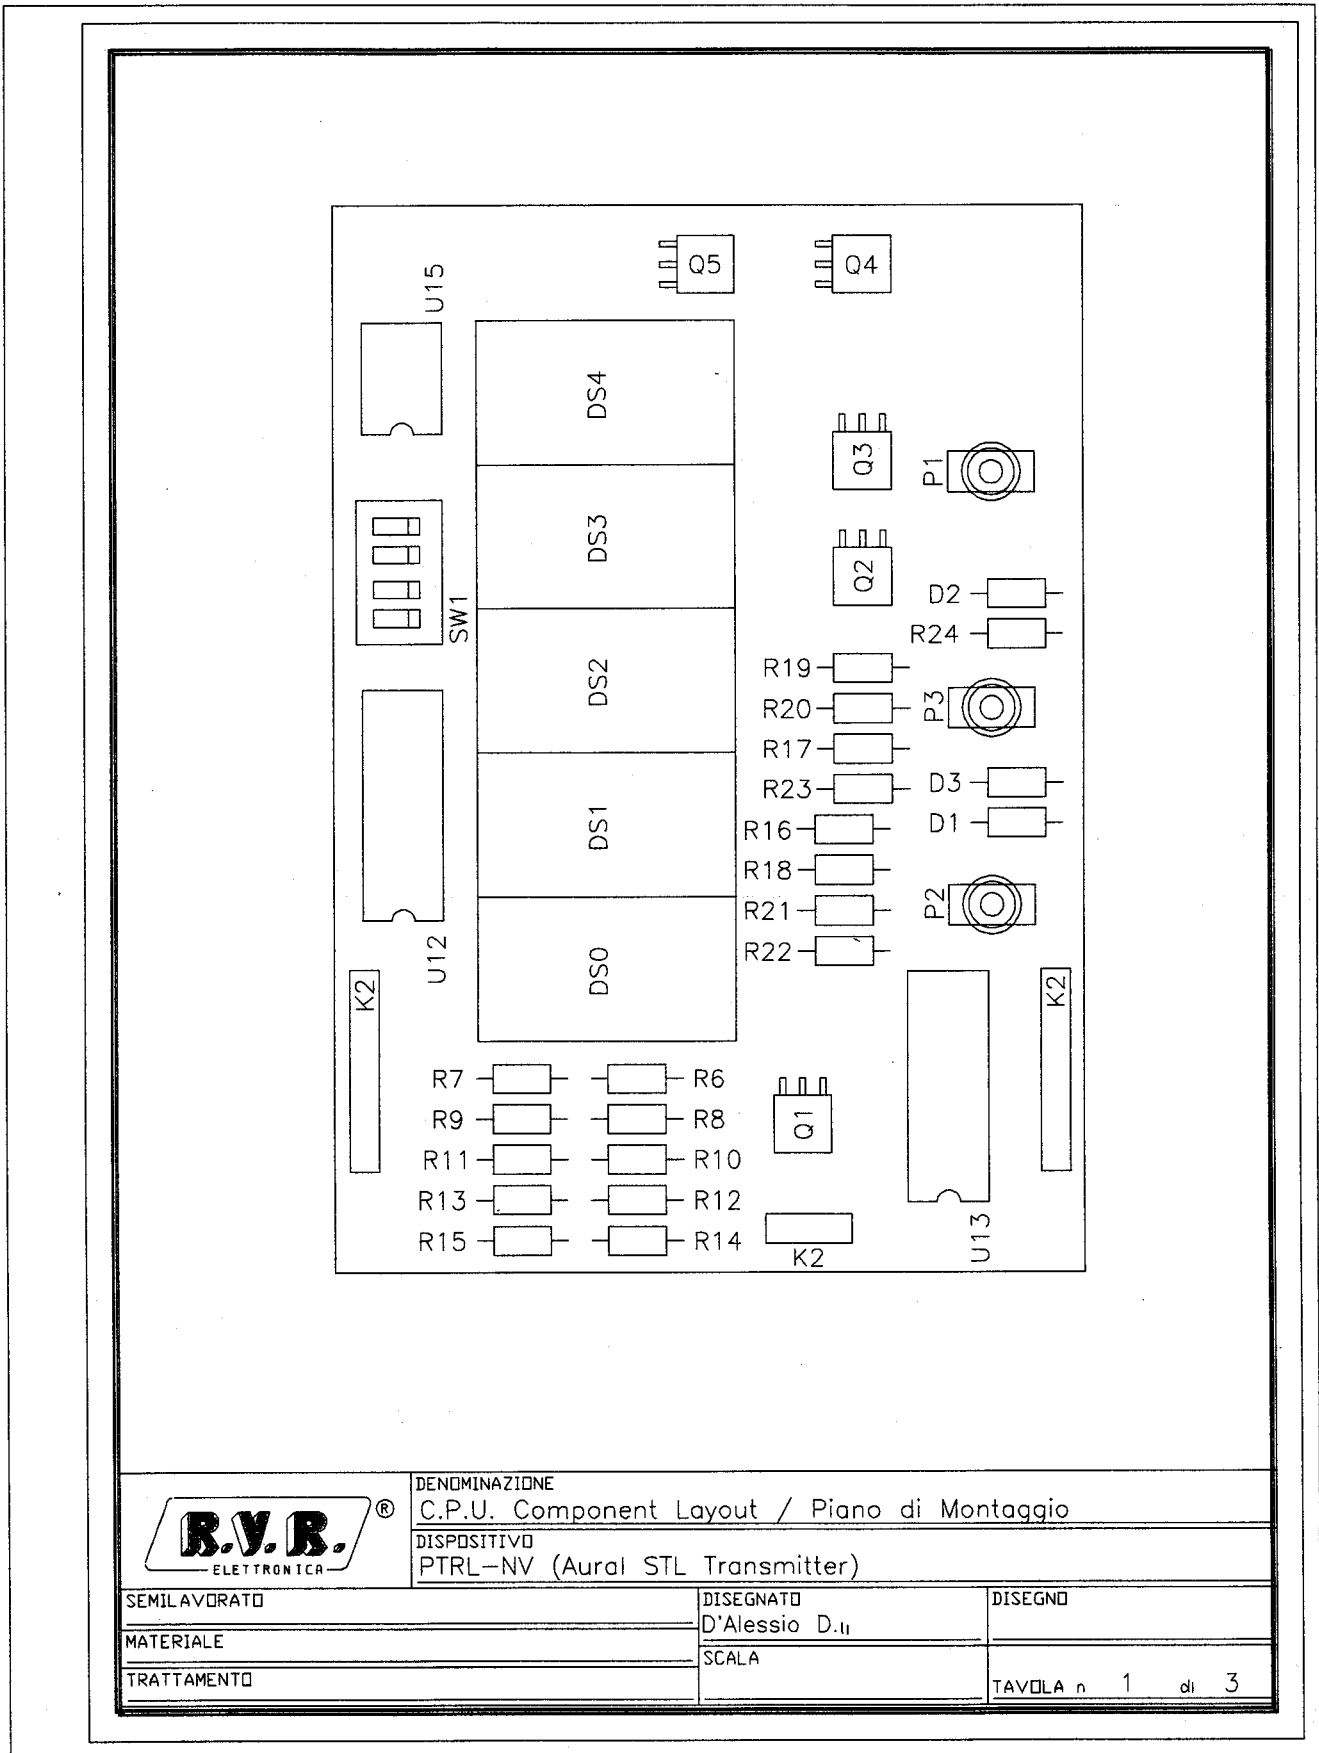 Q5
Q4
U15
DS4
Q3
P1
DS3
Q2
D2
SW1
R24
R19
DS2
R20
P3
R17
R23
D3
DS1
R16
D1
R18
R21
P2
U12
R22
DS0
K2
K2
R7
R6
R9
R8
Q1
R11
R10
R13
R12
R15
R14
U13
K2
DENOMINAZIONE
C.P.U. Component Layout / Piano di Montaggio
R.V.R. ®
ELETTRONICA
DISPOSITIVO
PTRL-NV (Aural STL Transmitter)
SEMILAVORATO
DISEGNATO
D'Alessio D.
DISEGNO
MATERIALE
SCALA
TRATTAMENTO
TAVOLA n 1 di 3